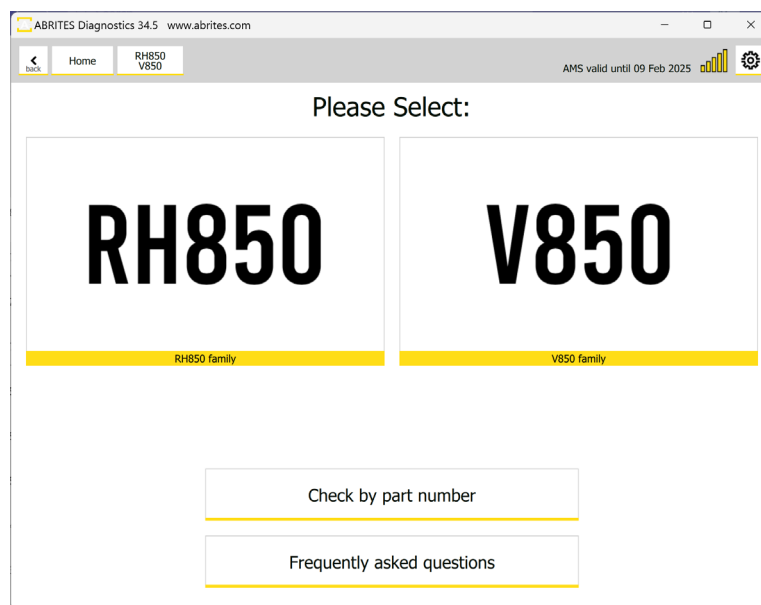 ABRITES Diagnostics 34.5 www.abrites.com
back
Home
RH850
V850
AMS valid until 09 Feb 2025
Please Select:
RH850
V850
RH850 family
V850 family
Check by part number
Frequently asked questions